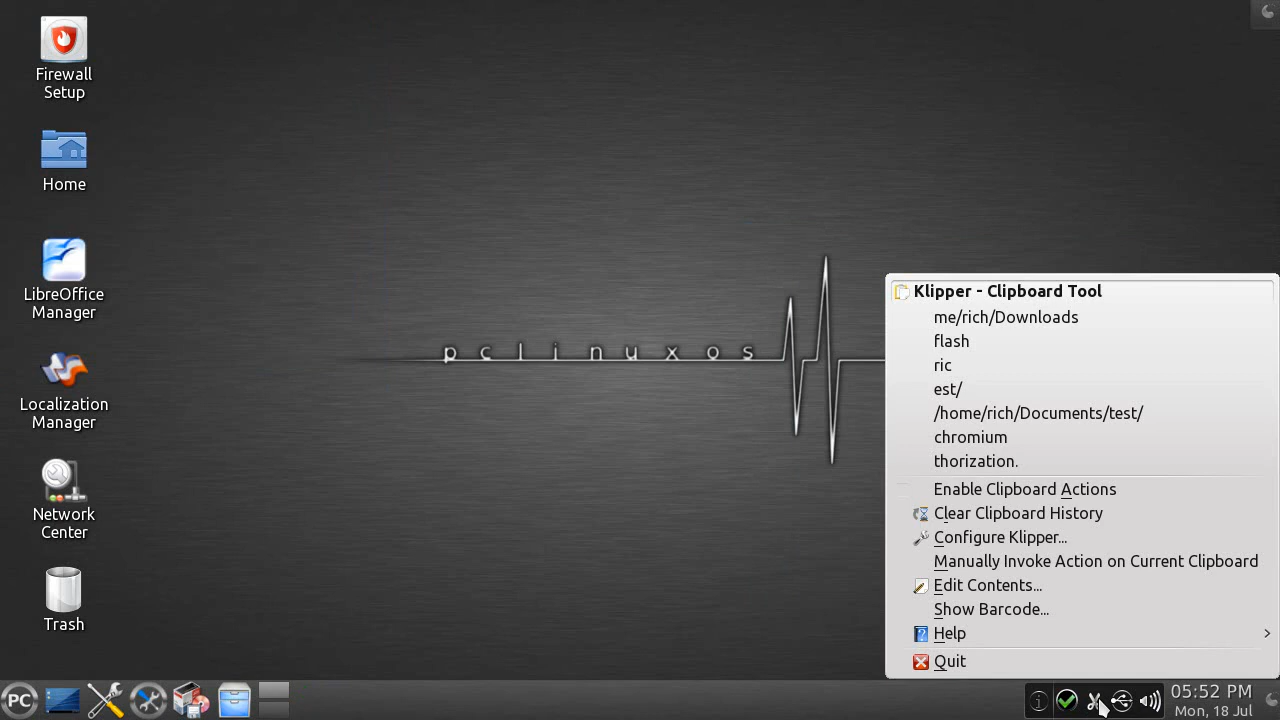 Firewall
Setup
Home
LibreOffice
Manager
Localization
Manager
Network
Center
Trash
pclinuxos
Klipper - Clipboard Tool
me/rich/Downloads
flash
ric
est/
/home/rich/Documents/test/
chromium
thorization.
Enable Clipboard Actions
Clear Clipboard History
Configure Klipper...
Manually Invoke Action on Current Clipboard
Edit Contents...
Show Barcode...
Help
Quit
PC
05:52 PM
Mon, 18 Jul